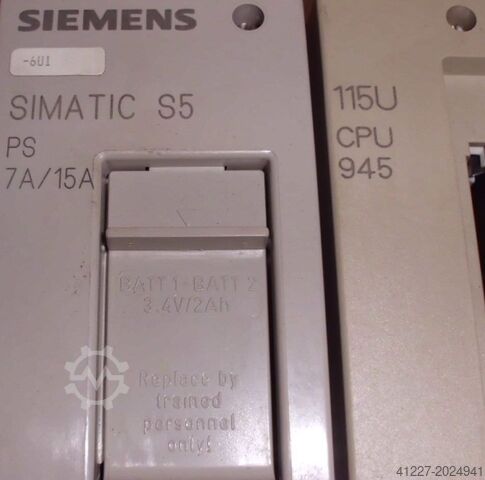 SIEMENS
-6U1
SIMATIC S5
PS
7A/15A
BATT 1-BATT 2
3.4V/2Ah
Replace by
trained
personnel
only!
115U
CPU
945
41227-2024941